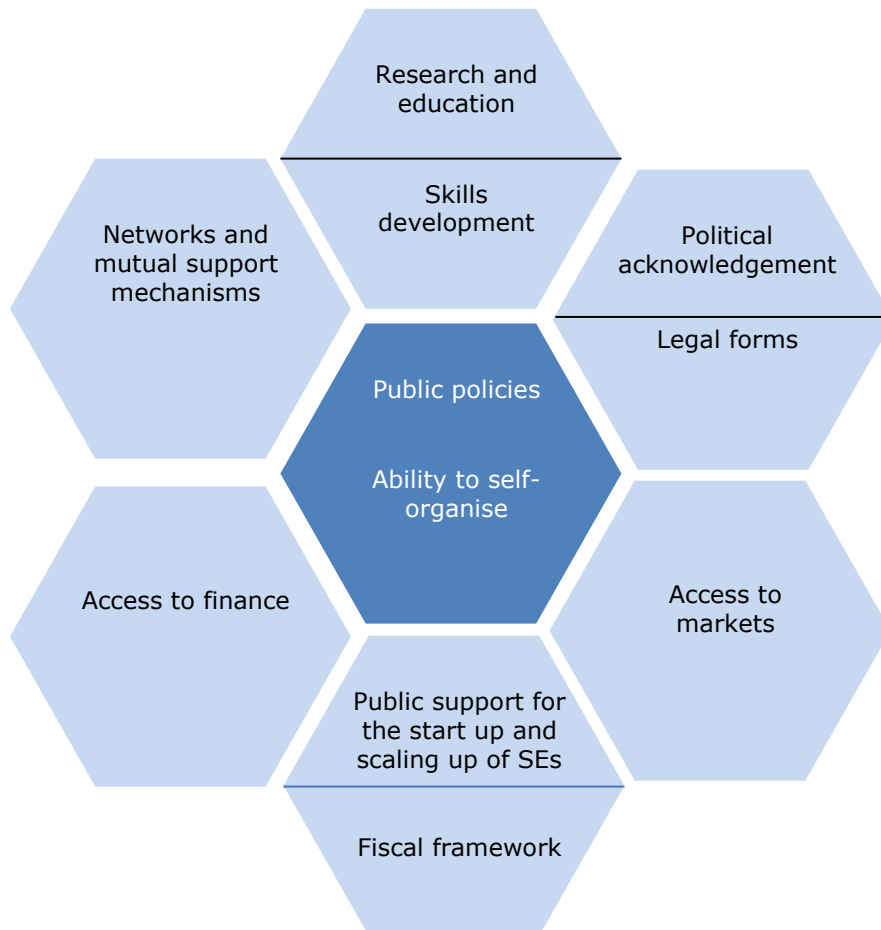 Research and
education
Skills
development
Networks and
mutual support
mechanisms
Political
acknowledgement
Legal forms
Public policies
Ability to self-
organise
Access to finance
Access to
markets
Public support for
the start up and
scaling up of SEs
Fiscal framework